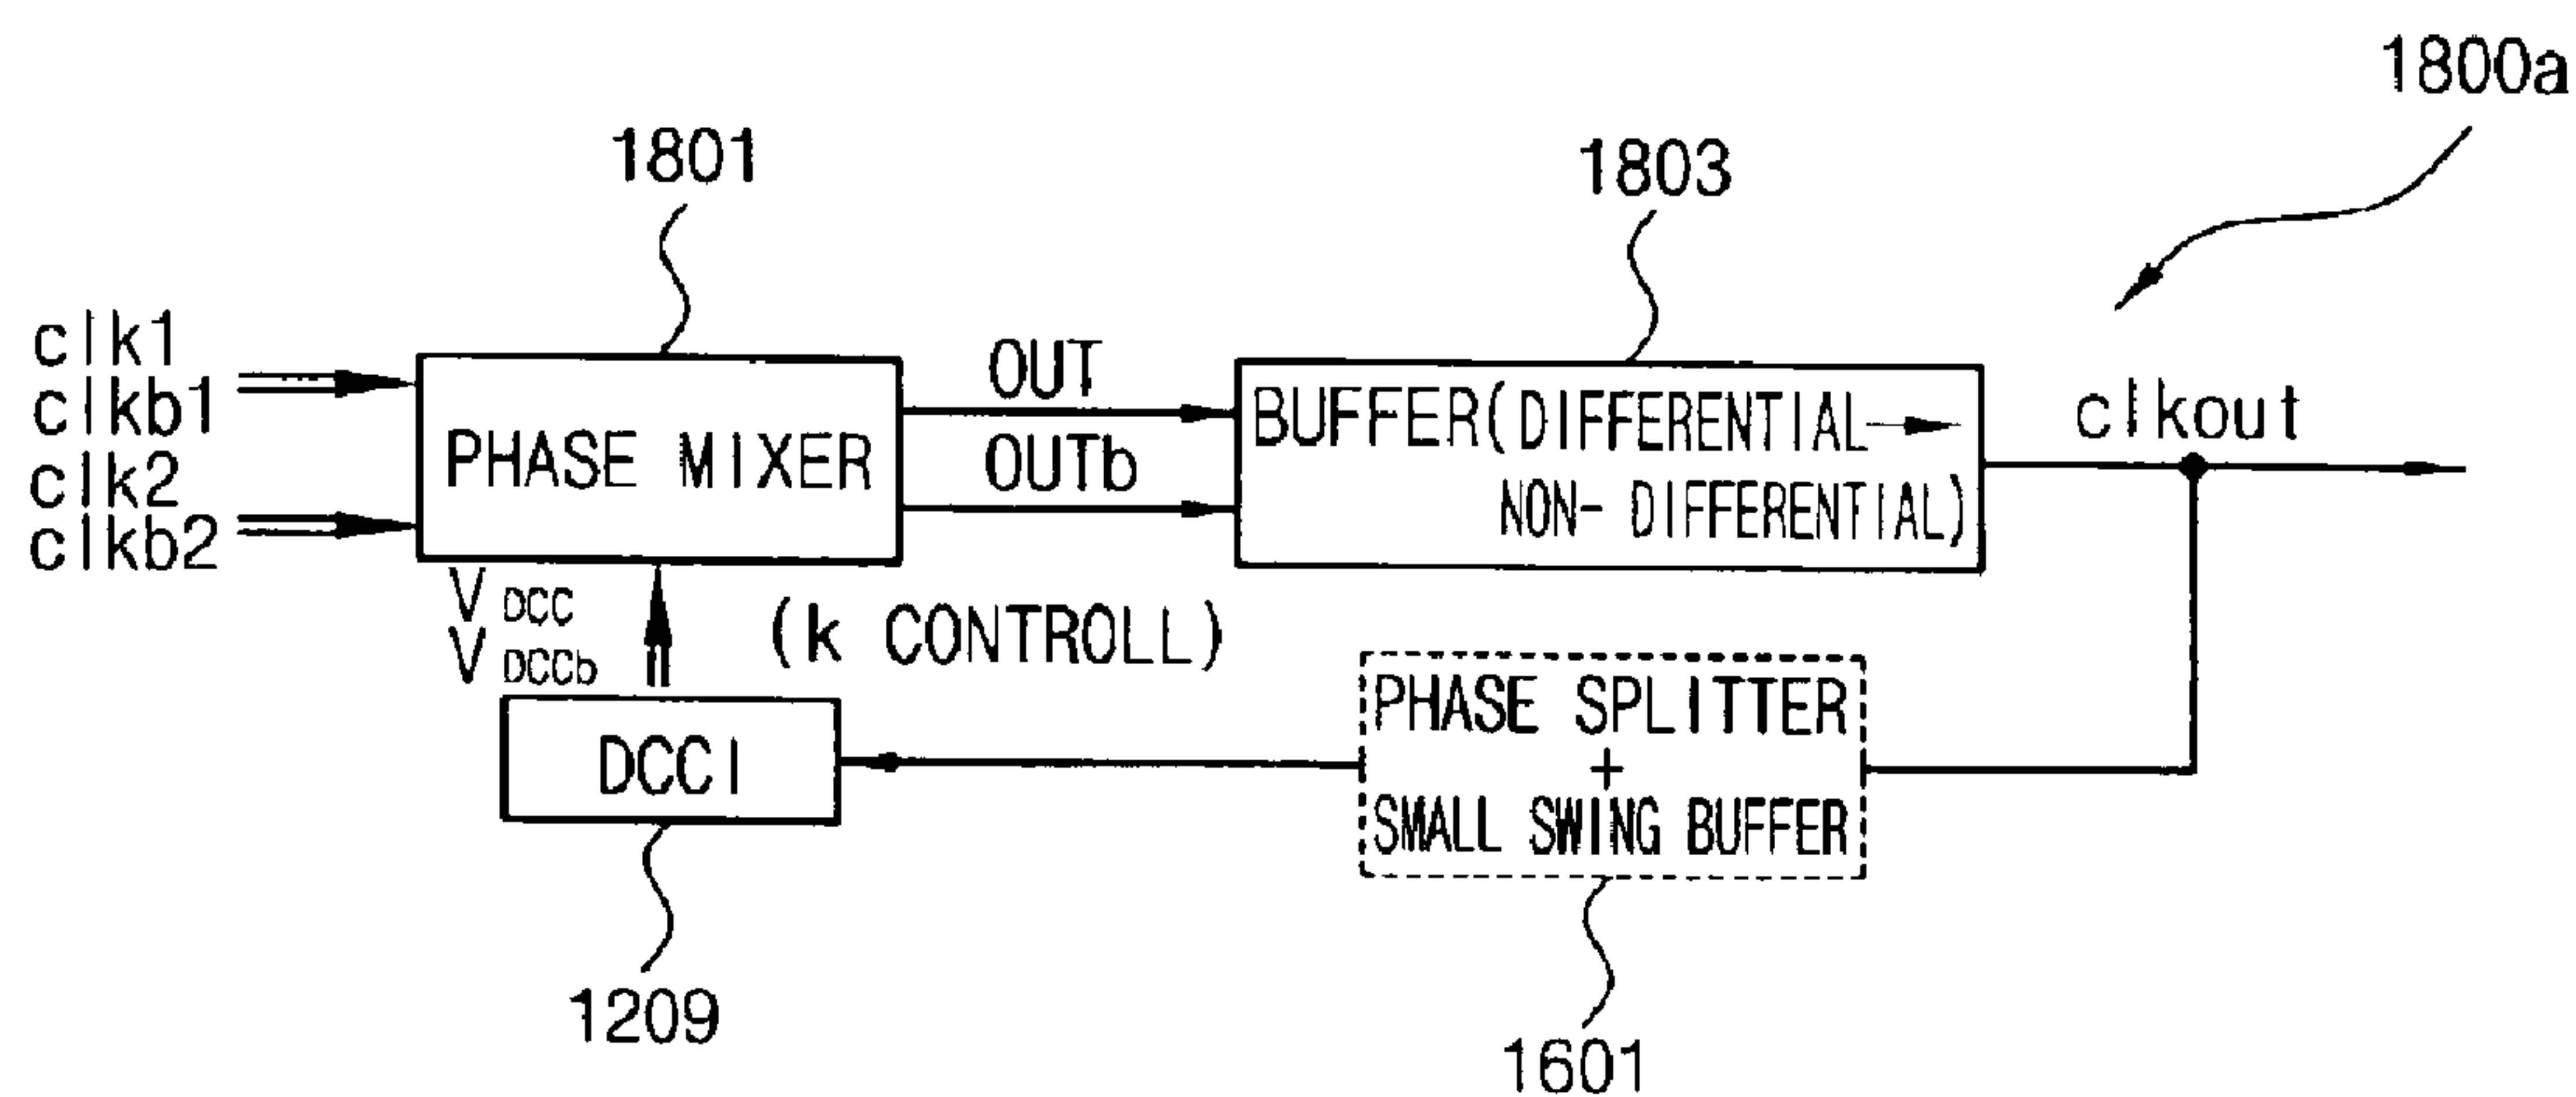 1800a
1801
1803
clk1
clkb1
clk2
clkb2
PHASE MIXER
OUT
OUTb
BUFFER(DIFFERENTIAL→
NON- DIFFERENTIAL)
clkout
V DCC
V DCCb
(k CONTROLL)
DCCI
PHASE SPLITTER
+
SMALL SWING BUFFER
1209
1601